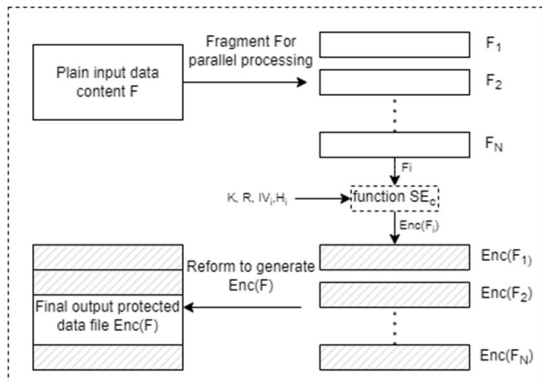 Plain input data
content F
Fragment For
parallel processing
F1
F2
FN
Fi
K, R, IVi,Hi
function SEc
Enc(Fi)
Enc(F1)
Reform to generate
Enc(F)
Enc(F2)
Final output protected
data file Enc(F)
Enc(FN)